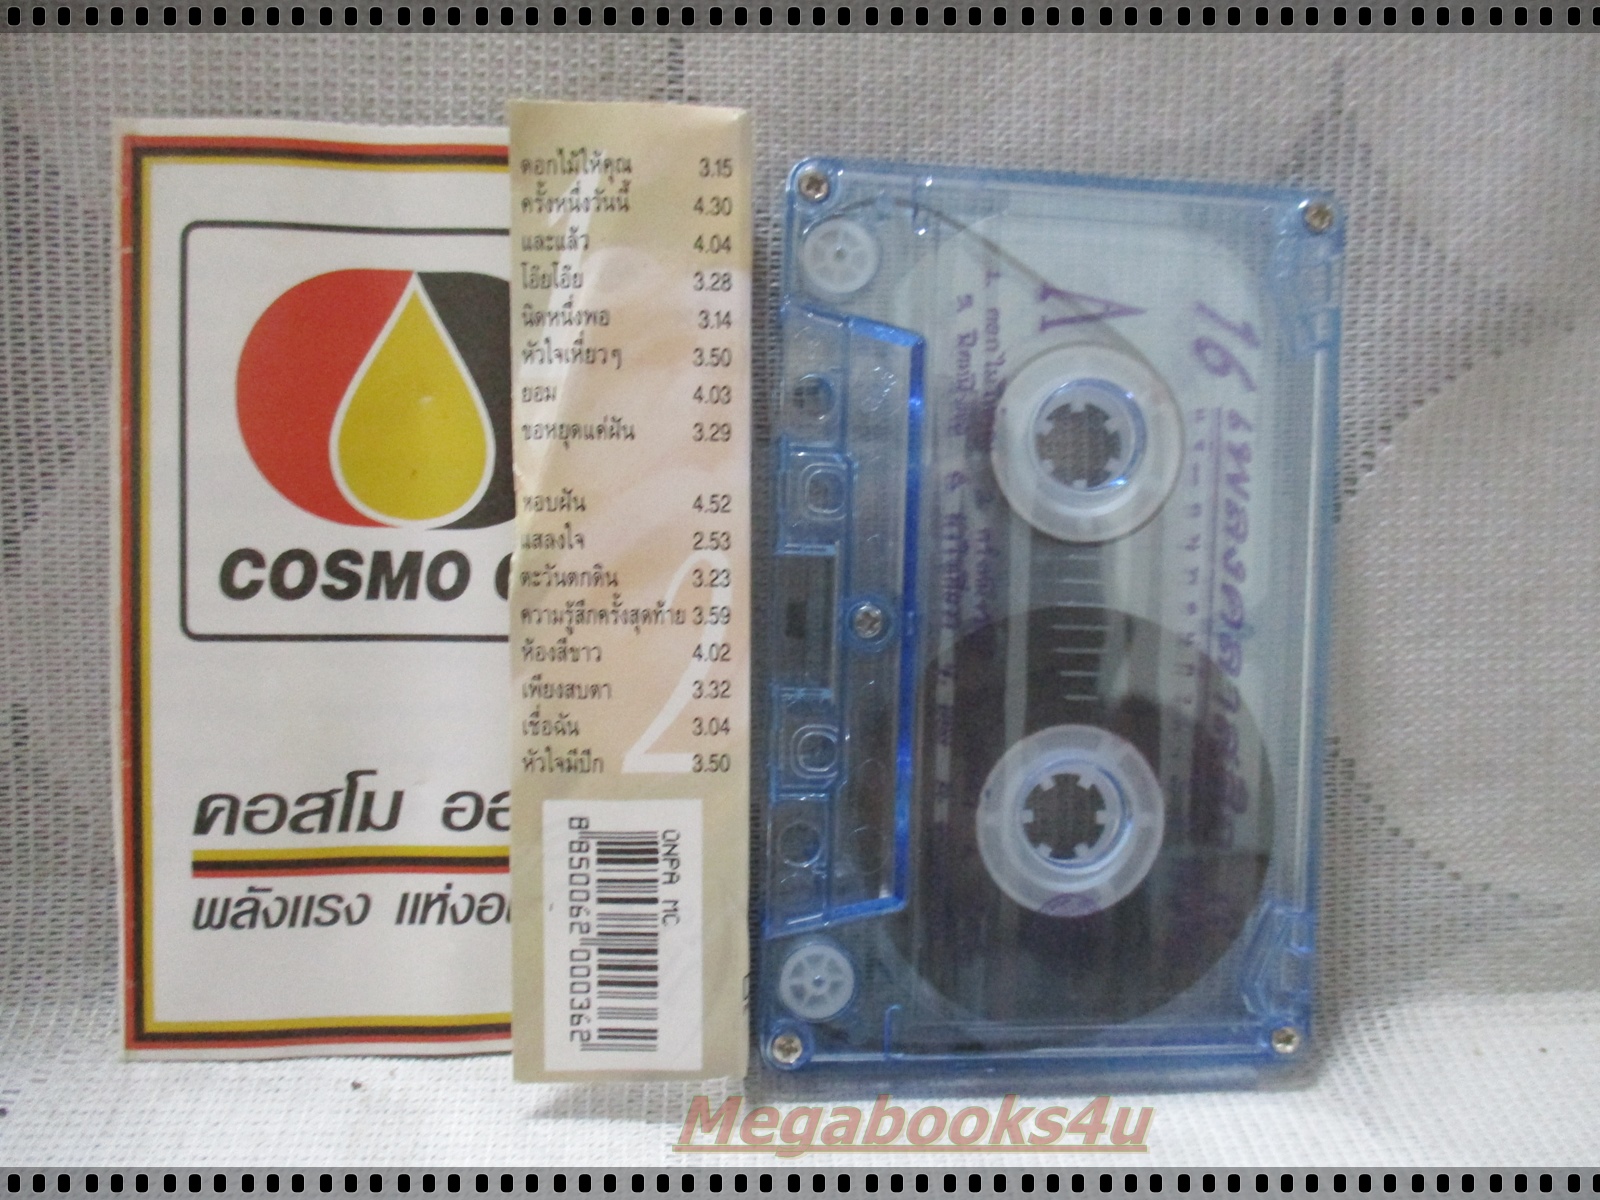 COSMO
คอสโม ออ
พลังแรง แห่งอ
ดอกไม้ให้คุณ 3.15
ครั้งหนึ่งวันนี้ 4.30
และแล้ว 4.04
โอ๊ยโอ๊ย 3.28
นิดหนึ่งพอ 3.14
หัวใจเหี่ยวๆ 3.50
ยอม 4.03
ขอหยุดแค่ฝัน 3.29
หอบฝัน 4.52
แสลงใจ 2.53
ตะวันตกดิน 3.23
ความรู้สึกครั้งสุดท้าย 3.59
ห้องสีขาว 4.02
เพียงสบตา 3.32
เชื่อฉัน 3.04
หัวใจมีปีก 3.50
ONPA MC
8 850062 000362
A
16
Megabooks4u